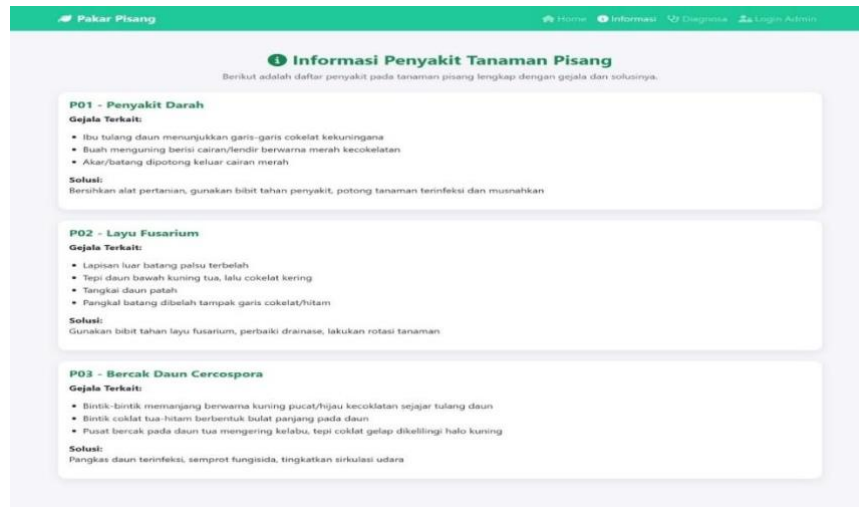 Pakar Pisang
Home Informasi Diagnosa Login Admin
Informasi Penyakit Tanaman Pisang
Berikut adalah daftar penyakit pada tanaman pisang lengkap dengan gejala dan solusinya.
P01 - Penyakit Darah
Gejala Terkait:
• Ibu tulang daun menunjukkan garis-garis cokelat kekuningana
• Buah menguning berisi cairan/lendir berwarna merah kecokelatan
• Akar/batang dipotong keluar cairan merah
Solusi:
Bersihkan alat pertanian, gunakan bibit tahan penyakit, potong tanaman terinfeksi dan musnahkan
P02 - Layu Fusarium
Gejala Terkait:
• Lapisan luar batang palsu terbelah
• Tepi daun bawah kuning tua, lalu cokelat kering
• Tangkai daun patah
• Pangkal batang dibelah tampak garis cokelat/hitam
Solusi:
Gunakan bibit tahan layu fusarium, perbaiki drainase, lakukan rotasi tanaman
P03 - Bercak Daun Cercospora
Gejala Terkait:
• Bintik-bintik memanjang berwarna kuning pucat/hijau kecoklatan sejajar tulang daun
• Bintik coklat tua-hitam berbentuk bulat panjang pada daun
• Pusat bercak pada daun tua mengering kelabu, tepi coklat gelap dikelilingi halo kuning
Solusi:
Pangkas daun terinfeksi, semprot fungisida, tingkatkan sirkulasi udara